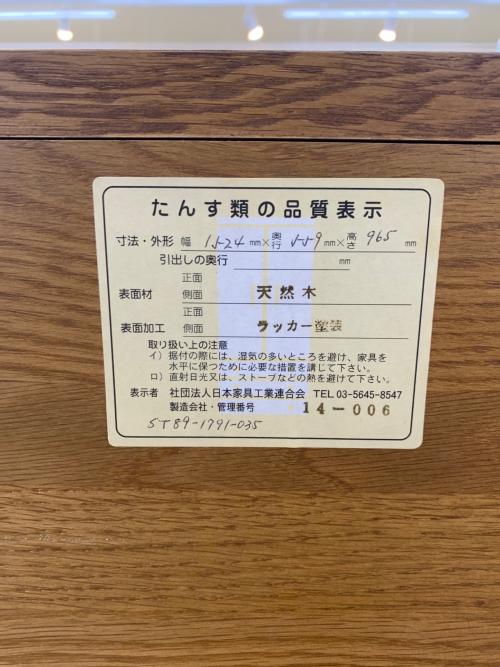 たんす類の品質表示
寸法・外形 幅 1524 mm×奥行 559 mm×高さ 965 mm
引出しの奥行 mm
正面
表面材 側面 天然木
正面
表面加工 側面 ラッカー塗装
取り扱い上の注意
イ）据付の際には、湿気の多いところを避け、家具を
水平に保つために必要な措置を講じて下さい。
ロ）直射日光又は、ストーブなどの熱を避けて下さい。
表示者 社団法人日本家具工業連合会 TEL 03-5645-8547
製造会社・管理番号 14-006
ST89-1791-035